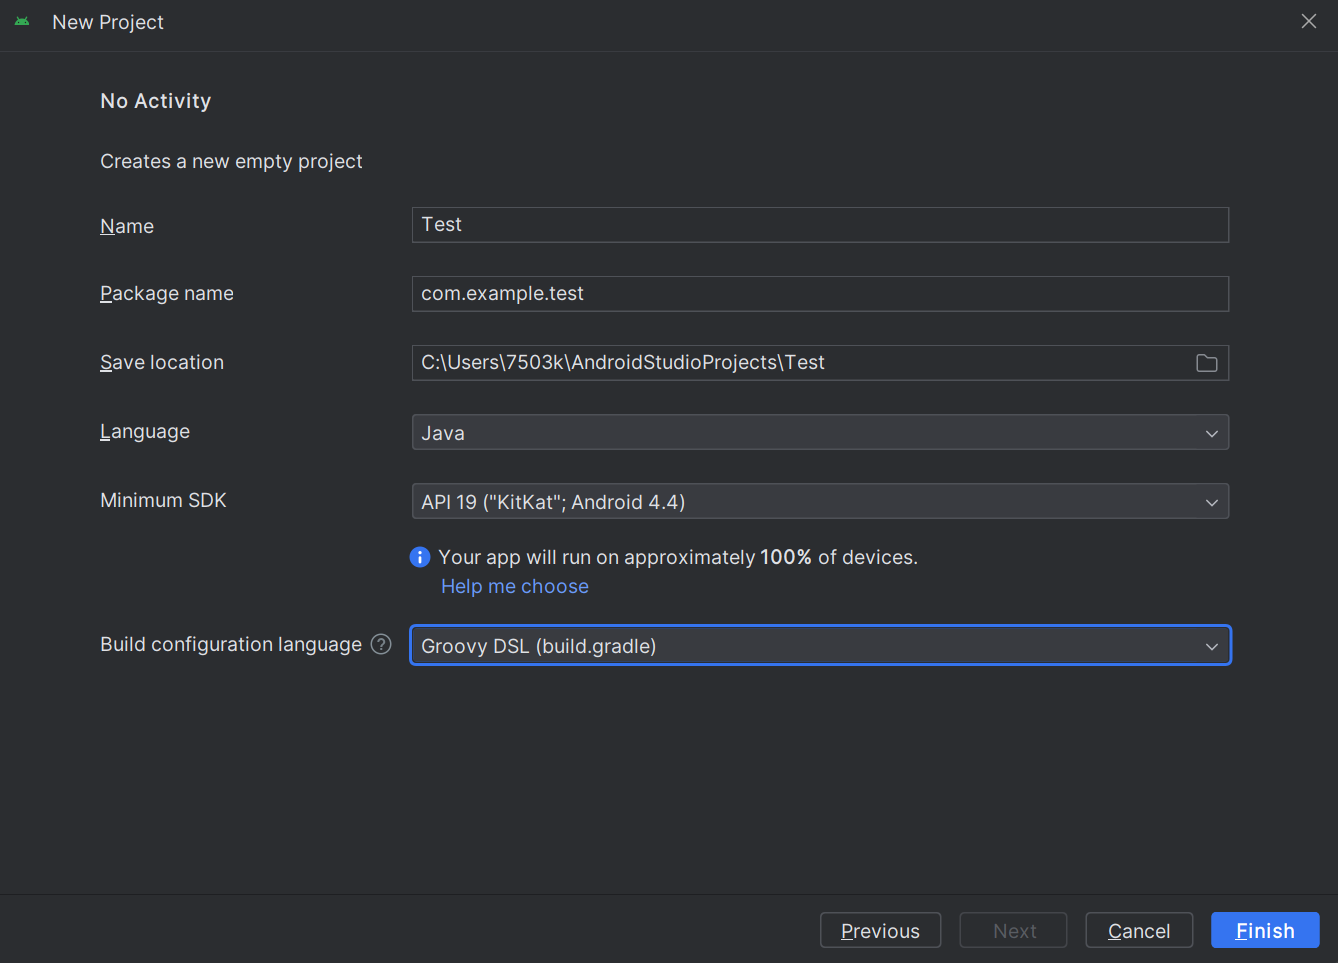 New Project
No Activity
Creates a new empty project
Name
Test
Package name
com.example.test
Save location
C:\Users\7503k\AndroidStudioProjects\Test
Language
Java
Minimum SDK
API 19 ("KitKat"; Android 4.4)
Your app will run on approximately 100% of devices.
Help me choose
Build configuration language ?
Groovy DSL (build.gradle)
Previous
Next
Cancel
Finish